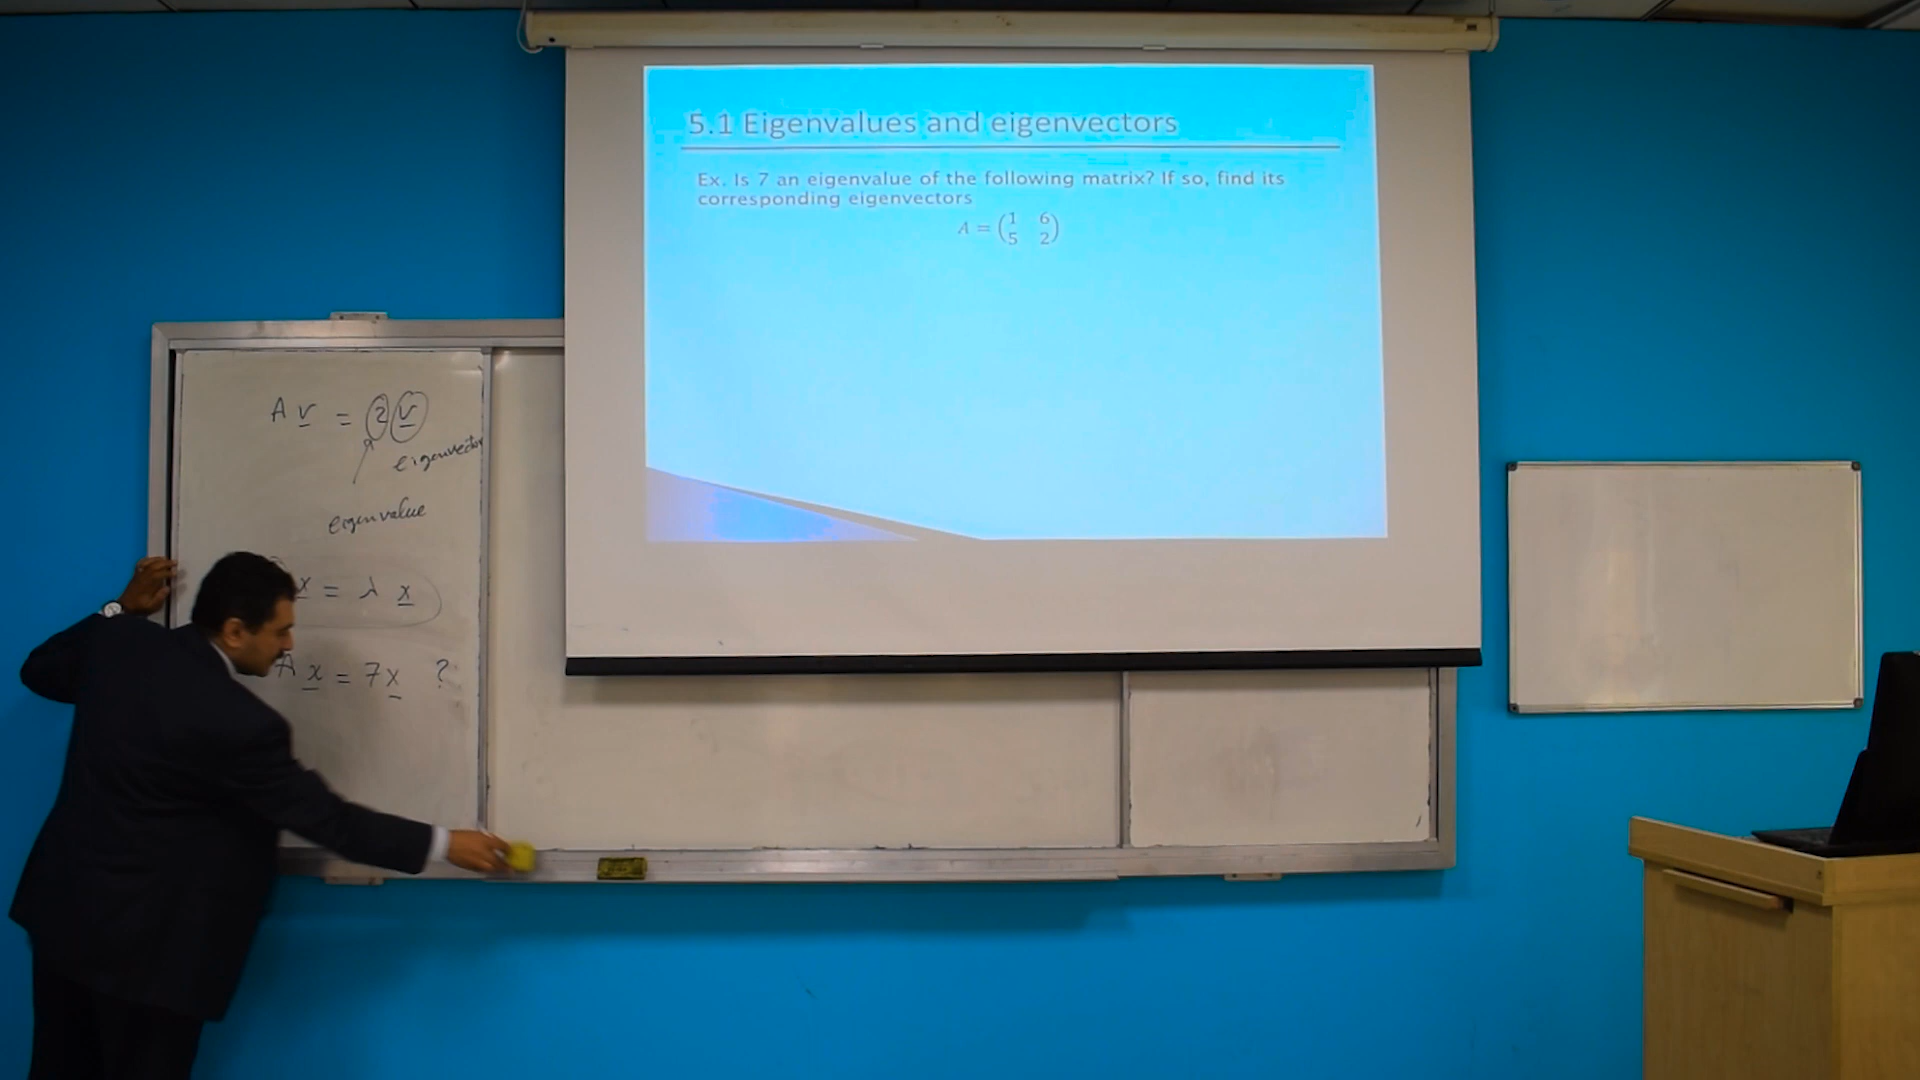 5.1 Eigenvalues and eigenvectors
Ex. Is 7 an eigenvalue of the following matrix? If so, find its
corresponding eigenvectors
A = (1 6
5 2)
A v = 2 v
eigenvector
eigenvalue
x = λ x
A x = 7x ?